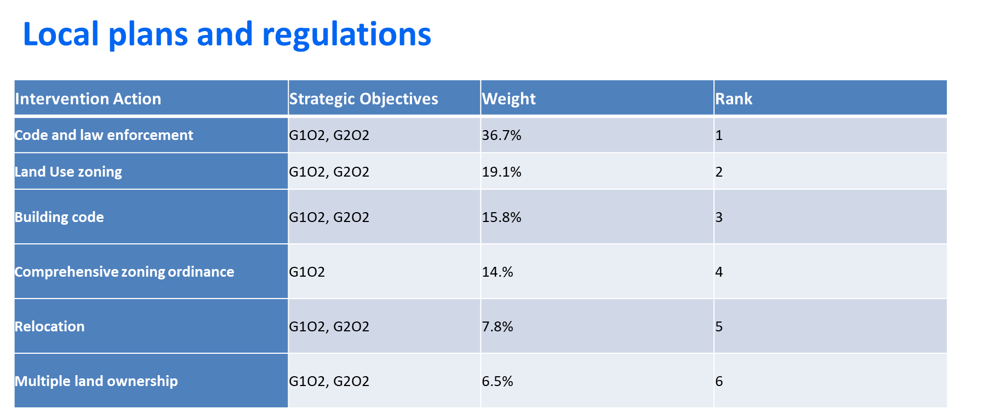 Local plans and regulations
Intervention Action Strategic Objectives Weight Rank
Code and law enforcement G1O2, G2O2 36.7% 1
Land Use zoning G1O2, G2O2 19.1% 2
Building code G1O2, G2O2 15.8% 3
Comprehensive zoning ordinance G1O2 14.% 4
Relocation G1O2, G2O2 7.8% 5
Multiple land ownership G1O2, G2O2 6.5% 6